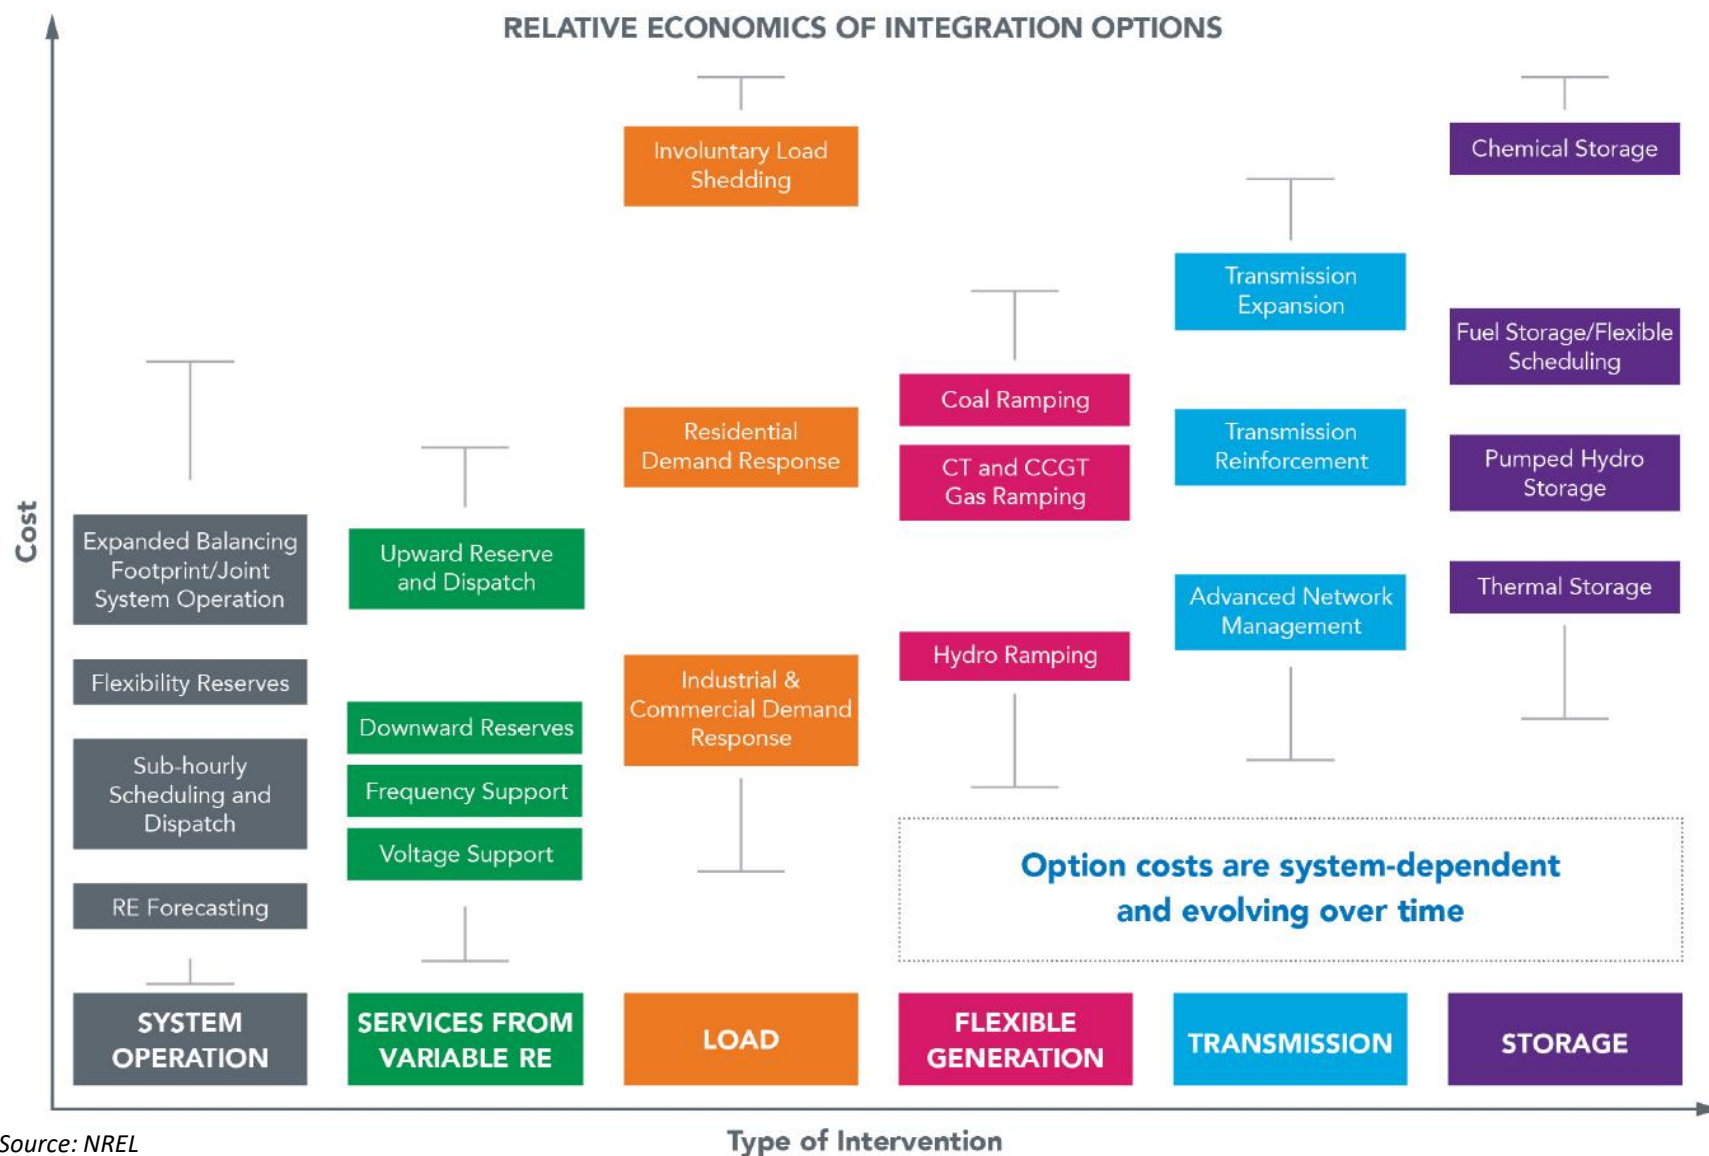 RELATIVE ECONOMICS OF INTEGRATION OPTIONS
Cost
Expanded Balancing
Footprint/Joint
System Operation
Flexibility Reserves
Sub-hourly
Scheduling and
Dispatch
RE Forecasting
SYSTEM
OPERATION
Upward Reserve
and Dispatch
Downward Reserves
Frequency Support
Voltage Support
SERVICES FROM
VARIABLE RE
Involuntary Load
Shedding
Residential
Demand Response
Industrial &
Commercial Demand
Response
LOAD
Coal Ramping
CT and CCGT
Gas Ramping
Hydro Ramping
FLEXIBLE
GENERATION
Transmission
Expansion
Transmission
Reinforcement
Advanced Network
Management
TRANSMISSION
Chemical Storage
Fuel Storage/Flexible
Scheduling
Pumped Hydro
Storage
Thermal Storage
STORAGE
Option costs are system-dependent
and evolving over time
Type of Intervention
Source: NREL